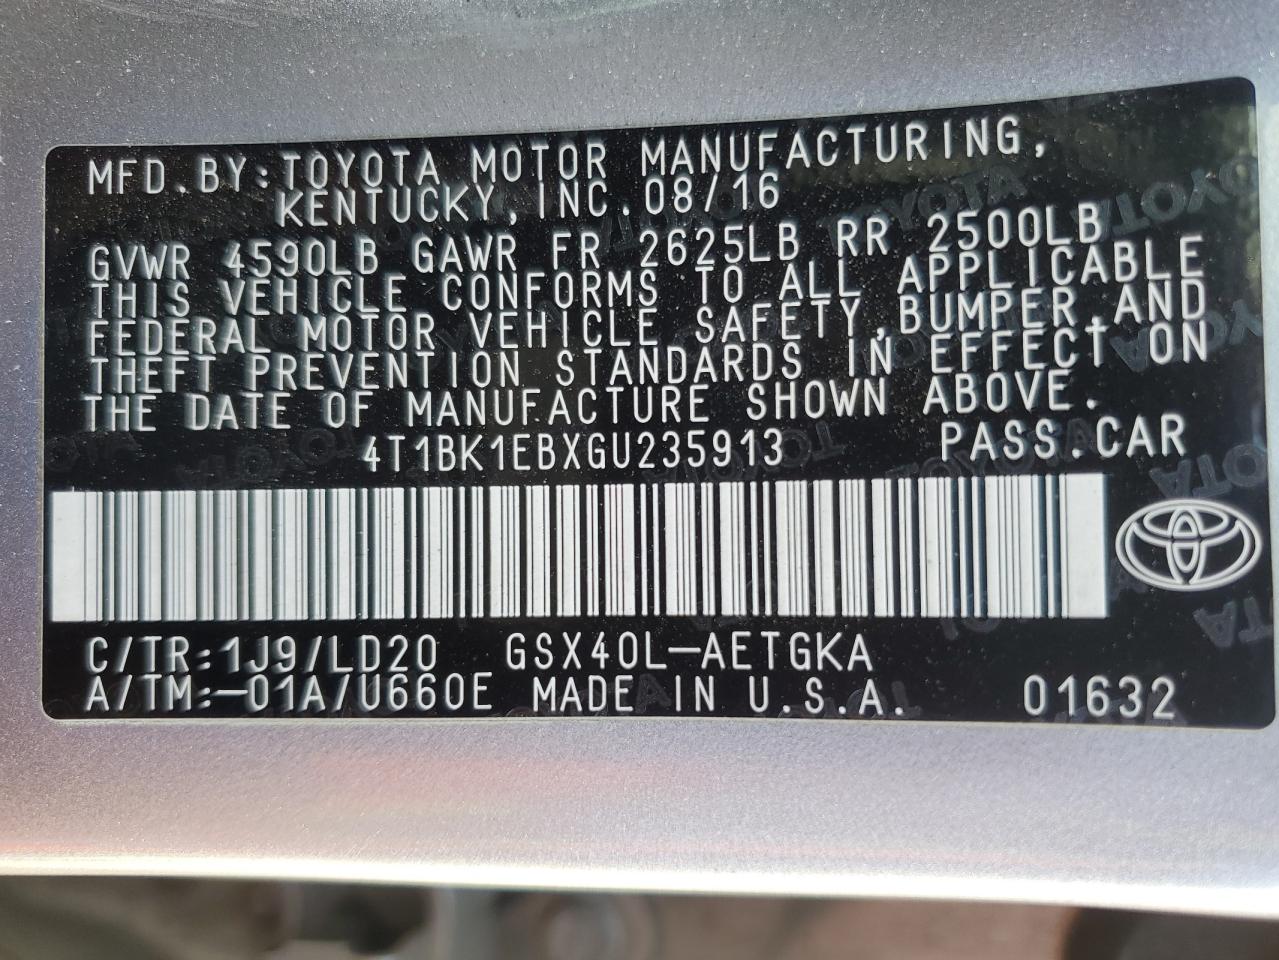 MFD.BY:TOYOTA MOTOR MANUFACTURING,
KENTUCKY,INC.08/16
GVWR 4590LB GAWR FR 2625LB RR 2500LB
THIS VEHICLE CONFORMS TO ALL APPLICABLE
FEDERAL MOTOR VEHICLE SAFETY,BUMPER,AND
THEFT PREVENTION STANDARDS IN EFFECT ON
THE DATE OF MANUFACTURE SHOWN ABOVE.
4T1BK1EBXGU235913 PASS.CAR
C/TR:1J9/LD20 GSX40L-AETGKA
A/TM:-01A/U660E MADE IN U.S.A. 01632